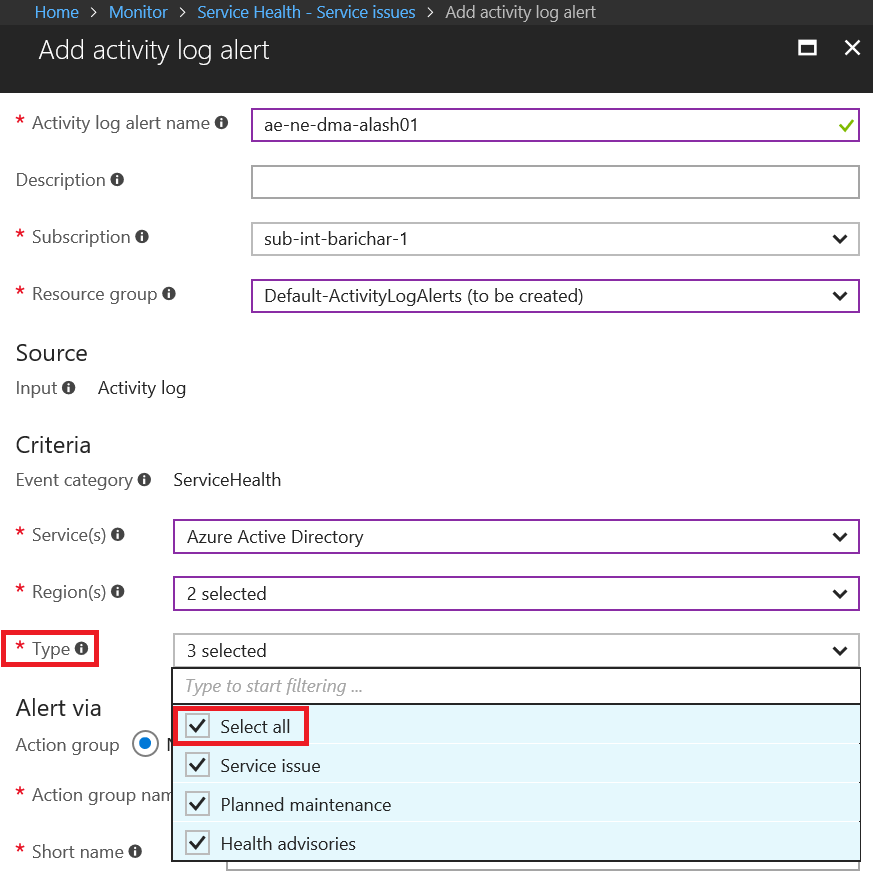 Home > Monitor > Service Health - Service issues > Add activity log alert
Add activity log alert
* Activity log alert name ae-ne-dma-alash01
Description
* Subscription sub-int-barichar-1
* Resource group Default-ActivityLogAlerts (to be created)
Source
Input Activity log
Criteria
Event category ServiceHealth
* Service(s) Azure Active Directory
* Region(s) 2 selected
* Type 3 selected
Type to start filtering ...
Select all
Service issue
Planned maintenance
Health advisories
Alert via
Action group
* Action group nam
* Short name